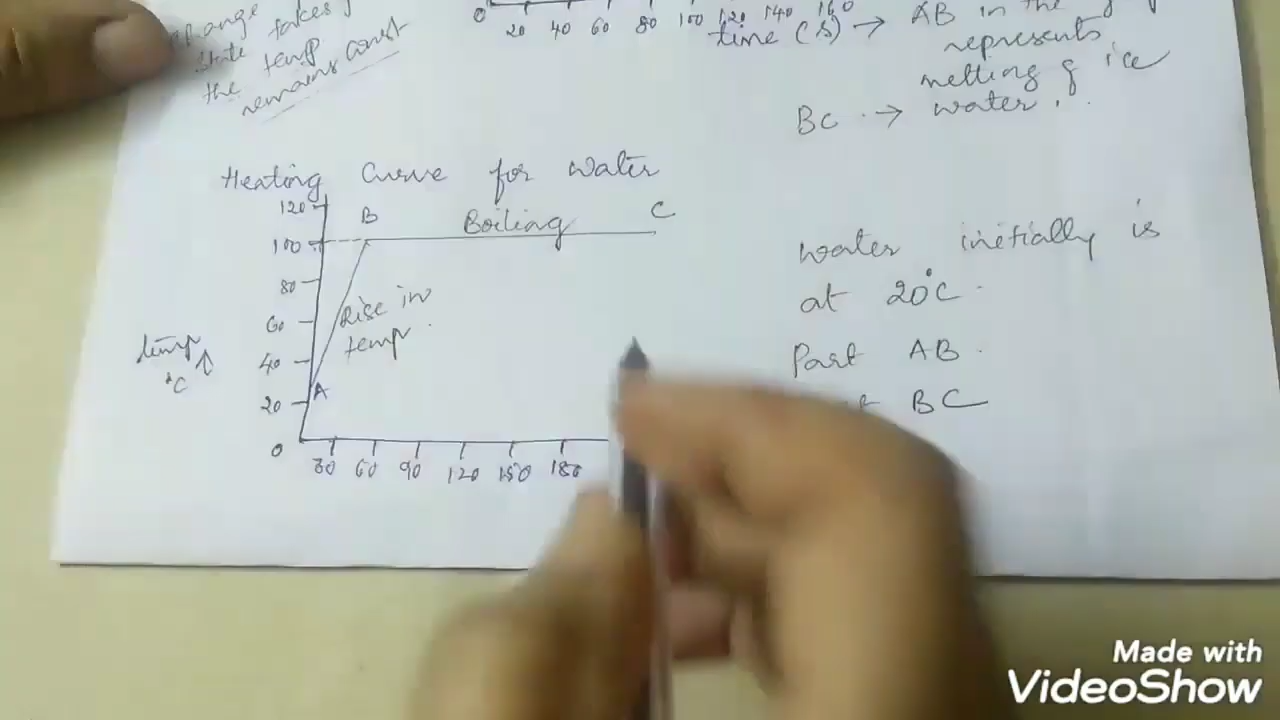 change
state takes
the temp
remains const
0 20 40 60 80 100 120 140 160
time (s) → AB in the
represents
melting of ice
BC → water .
Heating Curve for water
120
B
Boiling
C
100
80
Rise in
60
temp.
temp ↑
°C
40
A
20
0
30 60 90 120 150 180
water initially is
at 20°C.
Part AB.
BC
Made with
VideoShow